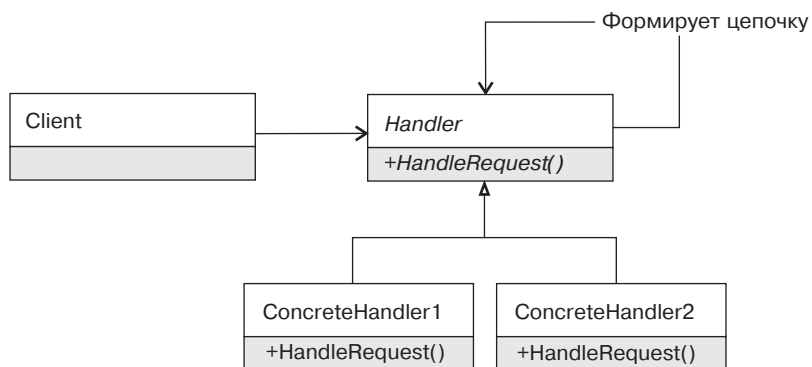 Формирует цепочку
Client
Handler
+HandleRequest()
ConcreteHandler1
+HandleRequest()
ConcreteHandler2
+HandleRequest()